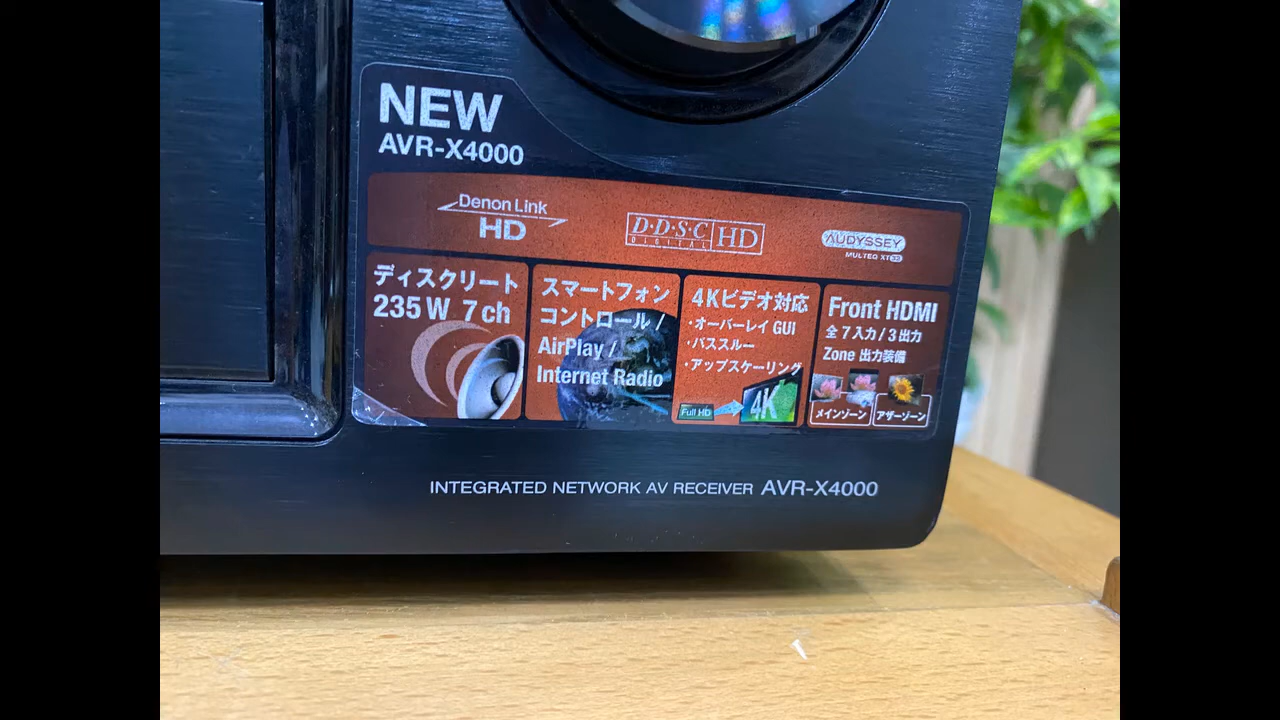 NEW
AVR-X4000
Denon Link
HD
D·D·S·C HD
DIGITAL
AUDYSSEY
MULTEQ XT32
ディスクリート
235W 7ch
スマートフォン
コントロール /
AirPlay /
Internet Radio
4Kビデオ対応
・オーバーレイ GUI
・パススルー
・アップスケーリング
Full HD
4K
Front HDMI
全 7 入力 / 3 出力
Zone 出力装備
メインゾーン
アザーゾーン
INTEGRATED NETWORK AV RECEIVER AVR-X4000